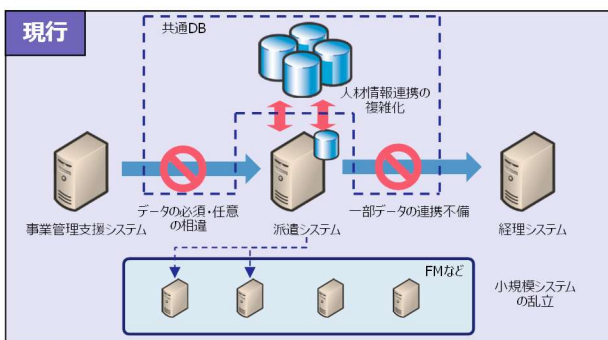 現行
共通DB
人材情報連携の
複雑化
データの必須・任意
の相違
一部データの連携不備
事業管理支援システム
派遣システム
経理システム
FMなど
小規模システム
の乱立